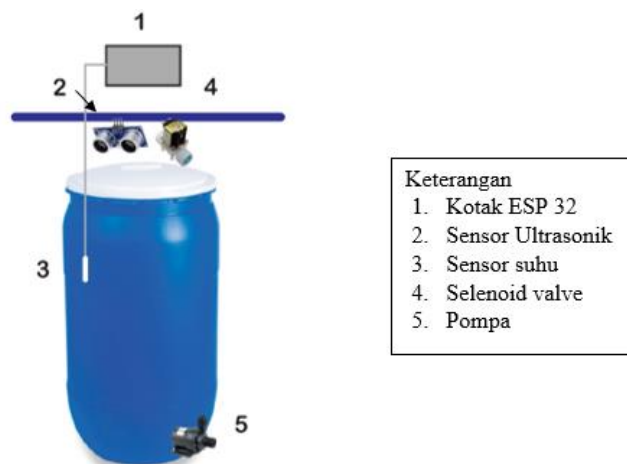 1
2
4
3
5
Keterangan
1. Kotak ESP 32
2. Sensor Ultrasonik
3. Sensor suhu
4. Selenoid valve
5. Pompa